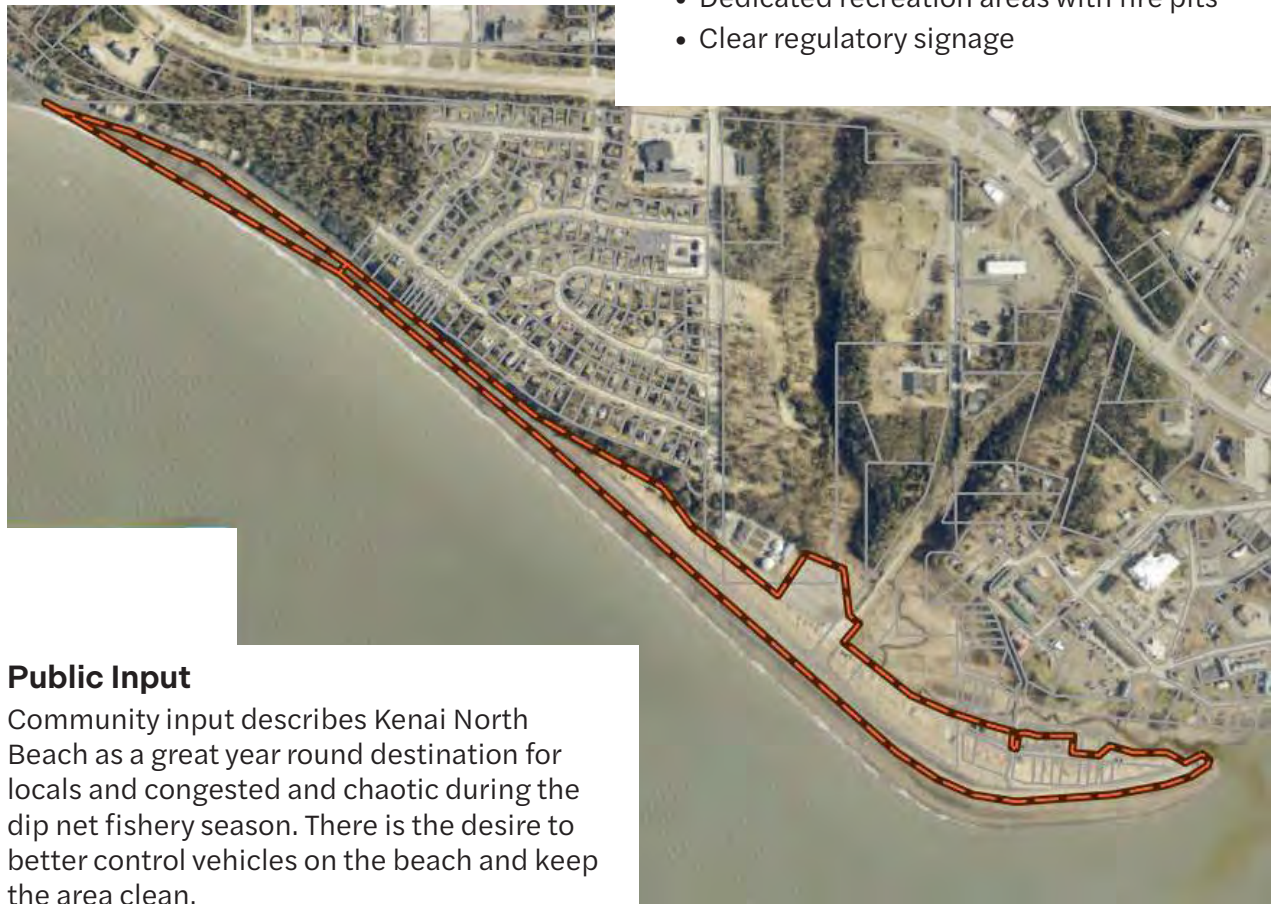 • Dedicated recreation areas with fire pits
• Clear regulatory signage
Public Input
Community input describes Kenai North
Beach as a great year round destination for
locals and congested and chaotic during the
dip net fishery season. There is the desire to
better control vehicles on the beach and keep
the area clean.